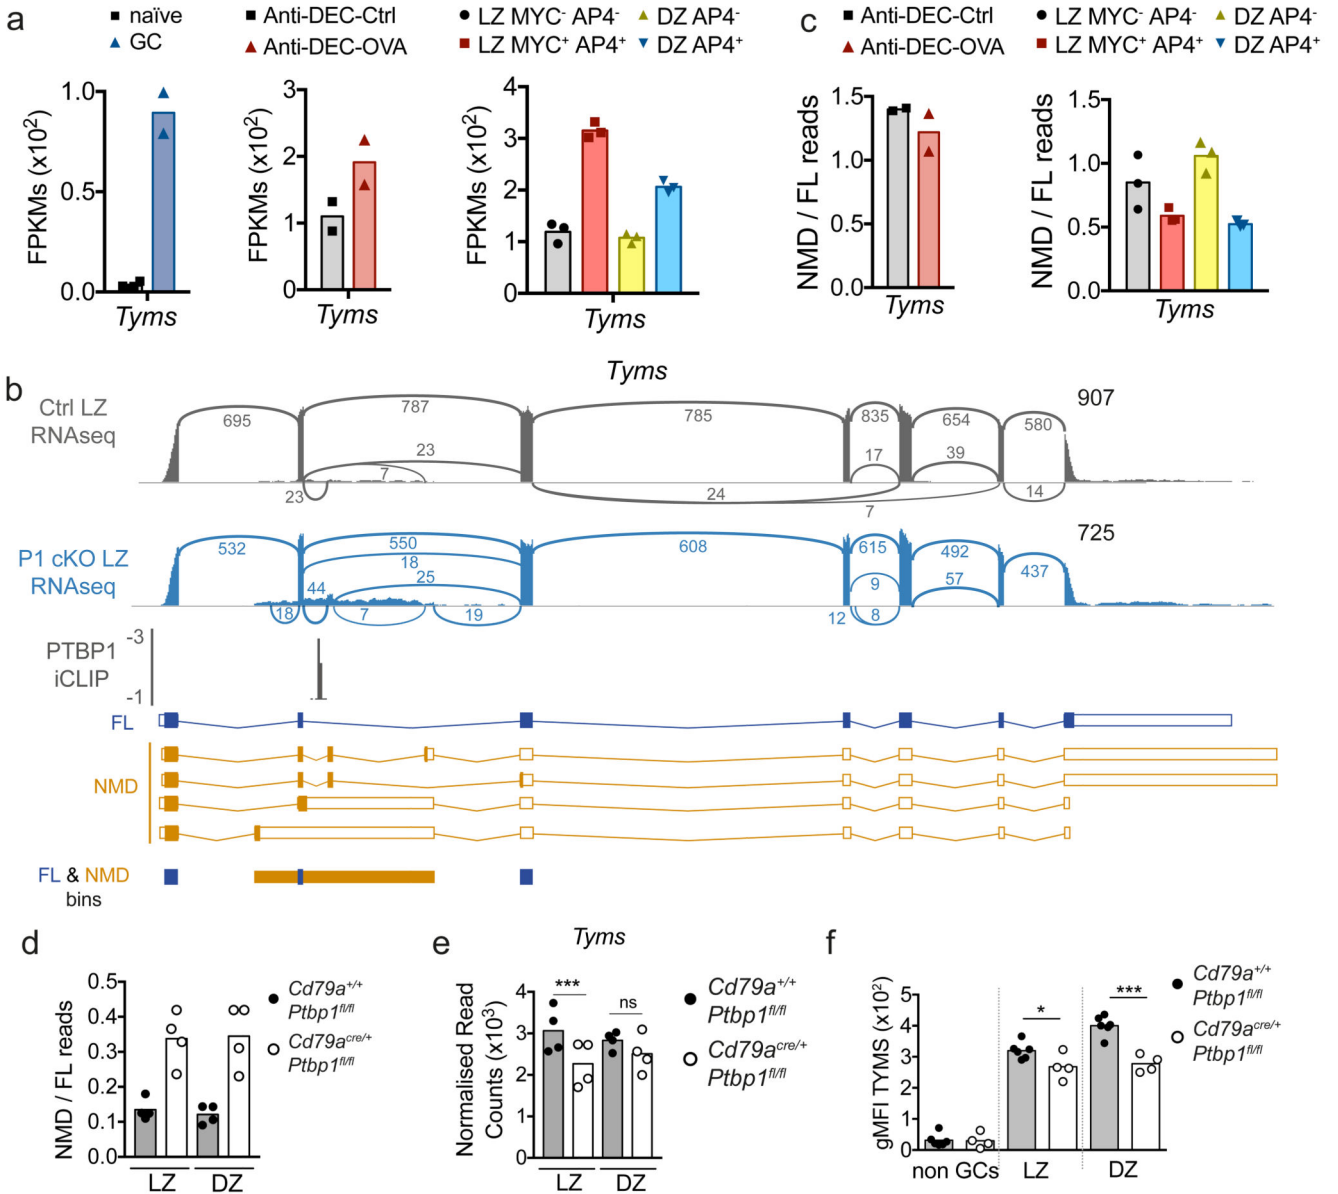 a
naïve
GC
Anti-DEC-Ctrl
Anti-DEC-OVA
LZ MYC⁻ AP4⁻
DZ AP4⁻
LZ MYC⁺ AP4⁺
DZ AP4⁺
FPKMs (x10²)
1.0
0.5
0.0
Tyms
FPKMs (x10²)
3
2
1
0
Tyms
FPKMs (x10²)
4
3
2
1
0
Tyms
c
Anti-DEC-Ctrl
Anti-DEC-OVA
LZ MYC⁻ AP4⁻
DZ AP4⁻
LZ MYC⁺ AP4⁺
DZ AP4⁺
NMD / FL reads
1.5
1.0
0.5
0.0
NMD / FL reads
1.5
1.0
0.5
0.0
Tyms
b
Tyms
Ctrl LZ
RNAseq
695
787
785
835
654
580
907
23
7
23
17
39
24
7
14
P1 cKO LZ
RNAseq
532
550
608
615
492
437
725
18
25
44
18
7
19
9
57
12
8
PTBP1
iCLIP
-3
-1
FL
NMD
FL & NMD
bins
d
NMD / FL reads
0.5
0.4
0.3
0.2
0.1
0.0
LZ
DZ
Cd79a⁺/⁺
Ptbp1ᶠˡ/ᶠˡ
Cd79aᶜʳᵉ/⁺
Ptbp1ᶠˡ/ᶠˡ
e
Tyms
Normalised Read
Counts (x10³)
5
4
3
2
1
0
***
ns
LZ
DZ
Cd79a⁺/⁺
Ptbp1ᶠˡ/ᶠˡ
Cd79aᶜʳᵉ/⁺
Ptbp1ᶠˡ/ᶠˡ
f
gMFI TYMS (x10²)
5
4
3
2
1
0
*
***
non GCs
LZ
DZ
Cd79a⁺/⁺
Ptbp1ᶠˡ/ᶠˡ
Cd79aᶜʳᵉ/⁺
Ptbp1ᶠˡ/ᶠˡ